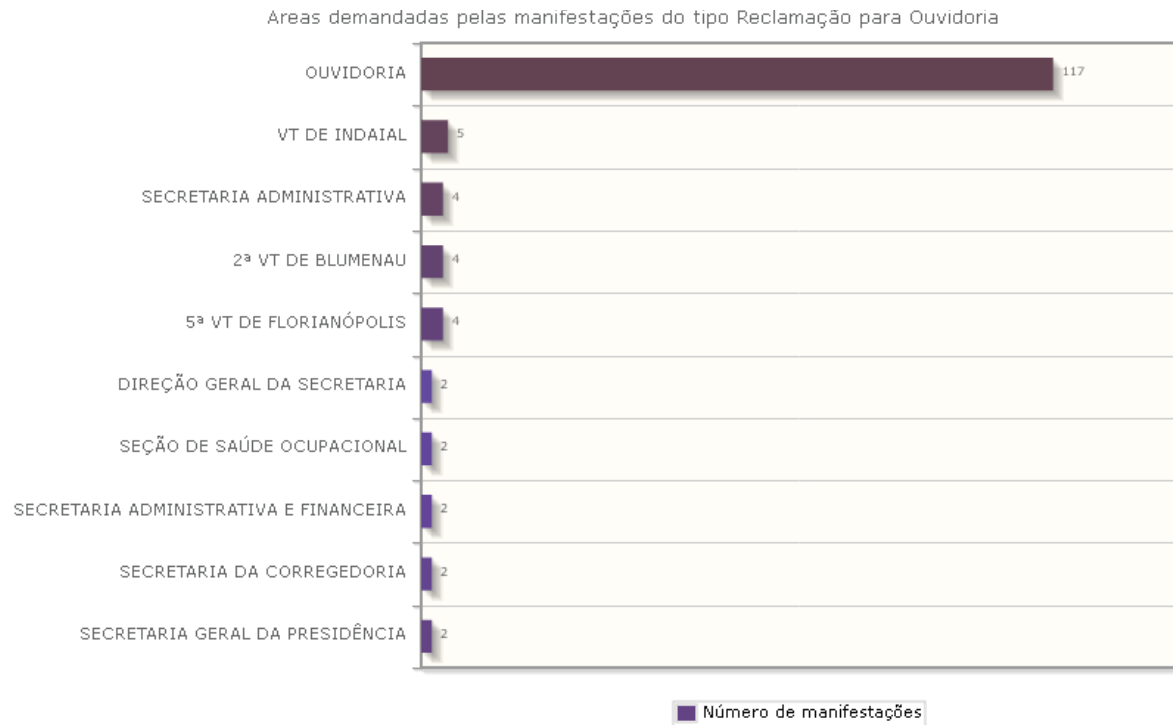 Areas demandadas pelas manifestações do tipo Reclamação para Ouvidoria
OUVIDORIA 117
VT DE INDAIAL 5
SECRETARIA ADMINISTRATIVA 4
2ª VT DE BLUMENAU 4
5ª VT DE FLORIANÓPOLIS 4
DIREÇÃO GERAL DA SECRETARIA 2
SEÇÃO DE SAÚDE OCUPACIONAL 2
SECRETARIA ADMINISTRATIVA E FINANCEIRA 2
SECRETARIA DA CORREGEDORIA 2
SECRETARIA GERAL DA PRESIDÊNCIA 2
Número de manifestações